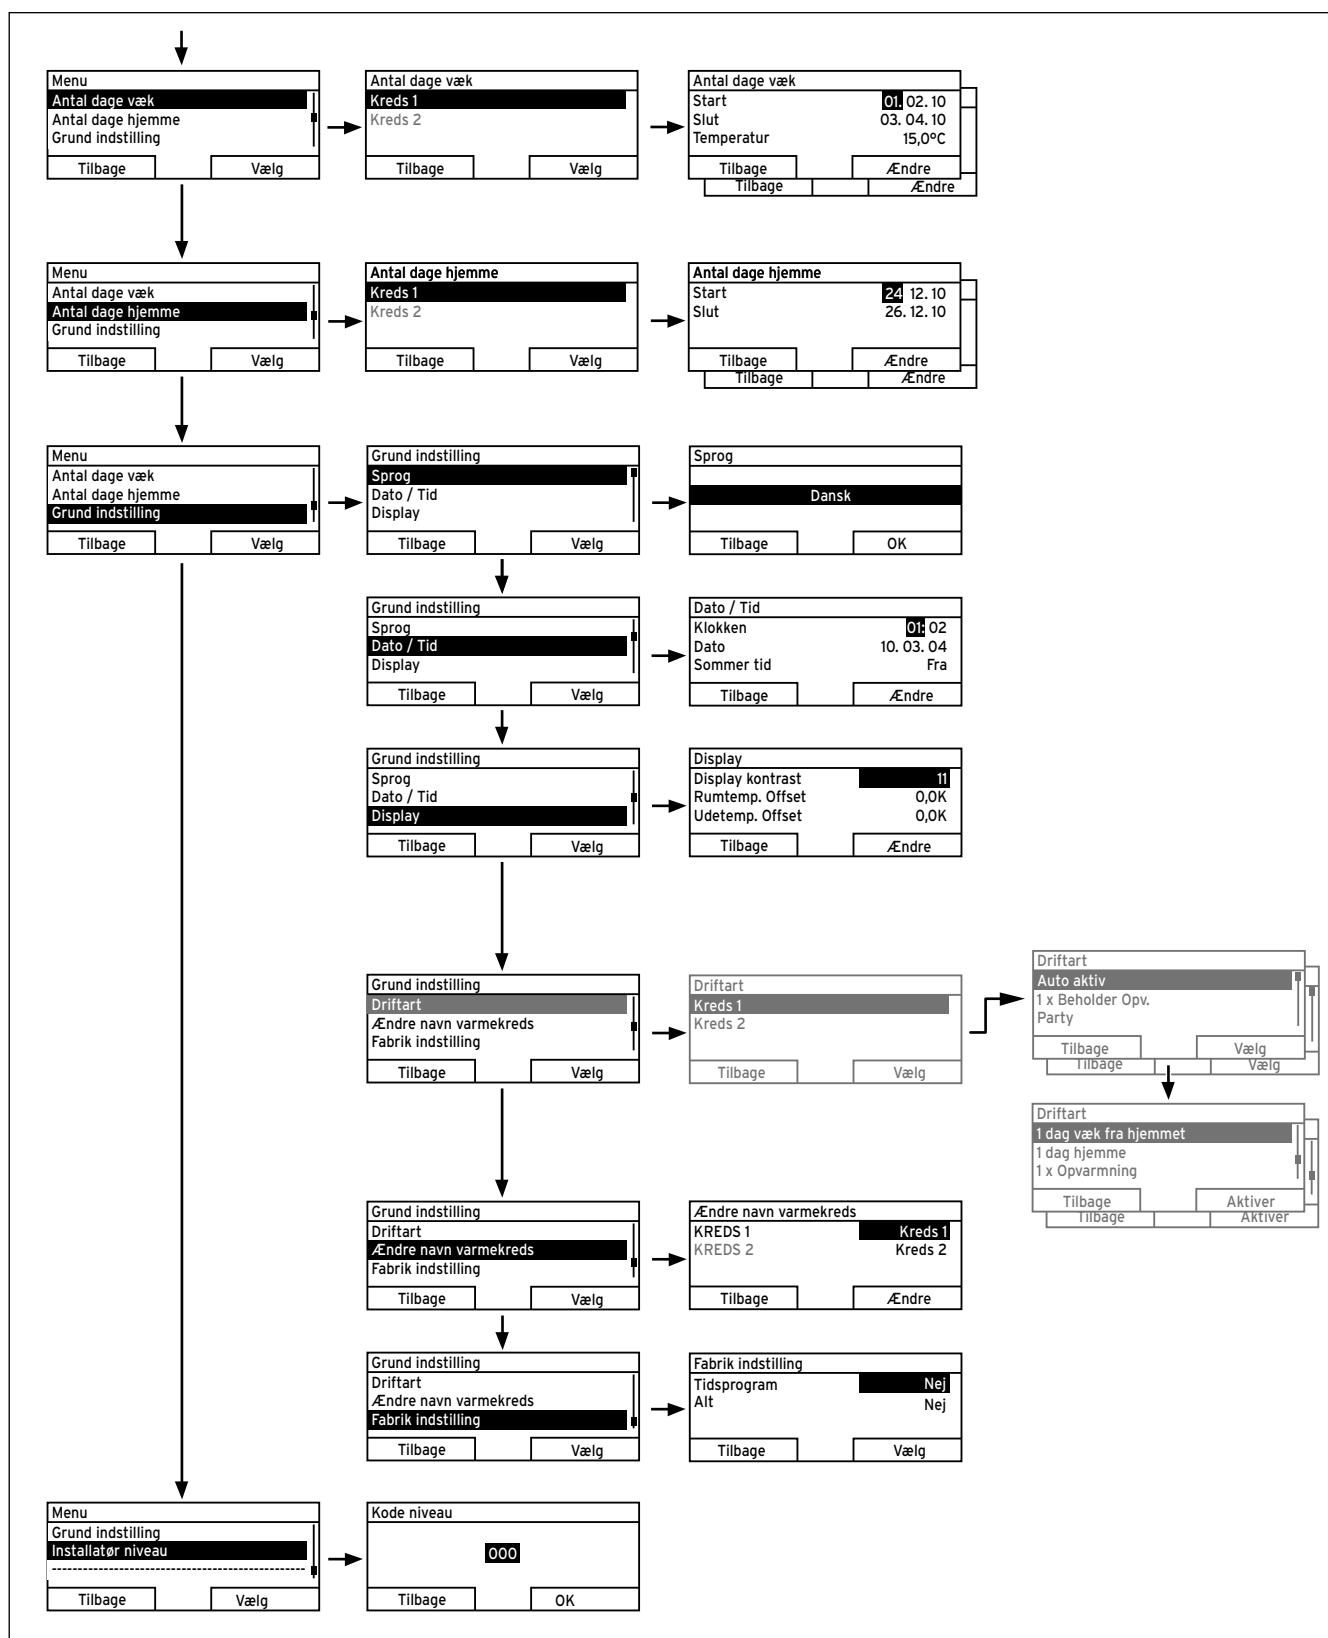 Menu
Antal dage væk
Antal dage hjemme
Grund indstilling
Tilbage Vælg
Antal dage væk
Kreds 1
Kreds 2
Tilbage Vælg
Antal dage væk
Start 01. 02. 10
Slut 03. 04. 10
Temperatur 15,0°C
Tilbage Ændre
Tilbage Ændre
Menu
Antal dage væk
Antal dage hjemme
Grund indstilling
Tilbage Vælg
Antal dage hjemme
Kreds 1
Kreds 2
Tilbage Vælg
Antal dage hjemme
Start 24 12. 10
Slut 26. 12. 10
Tilbage Ændre
Tilbage Ændre
Menu
Antal dage væk
Antal dage hjemme
Grund indstilling
Tilbage Vælg
Grund indstilling
Sprog
Dato / Tid
Display
Tilbage Vælg
Sprog
Dansk
Tilbage OK
Grund indstilling
Sprog
Dato / Tid
Display
Tilbage Vælg
Dato / Tid
Klokken 01: 02
Dato 10. 03. 04
Sommer tid Fra
Tilbage Ændre
Grund indstilling
Sprog
Dato / Tid
Display
Tilbage Vælg
Display
Display kontrast 11
Rumtemp. Offset 0,0K
Udetemp. Offset 0,0K
Tilbage Ændre
Grund indstilling
Driftart
Ændre navn varmekreds
Fabrik indstilling
Tilbage Vælg
Driftart
Kreds 1
Kreds 2
Tilbage Vælg
Driftart
Auto aktiv
1 x Beholder Opv.
Party
Tilbage Vælg
Tilbage Vælg
Driftart
1 dag væk fra hjemmet
1 dag hjemme
1 x Opvarmning
Tilbage Aktiver
Tilbage Aktiver
Grund indstilling
Driftart
Ændre navn varmekreds
Fabrik indstilling
Tilbage Vælg
Ændre navn varmekreds
KREDS 1 Kreds 1
KREDS 2 Kreds 2
Tilbage Ændre
Grund indstilling
Driftart
Ændre navn varmekreds
Fabrik indstilling
Tilbage Vælg
Fabrik indstilling
Tidsprogram Nej
Alt Nej
Tilbage Vælg
Menu
Grund indstilling
Installatør niveau
------------------------------------------------
Tilbage Vælg
Kode niveau
000
Tilbage OK